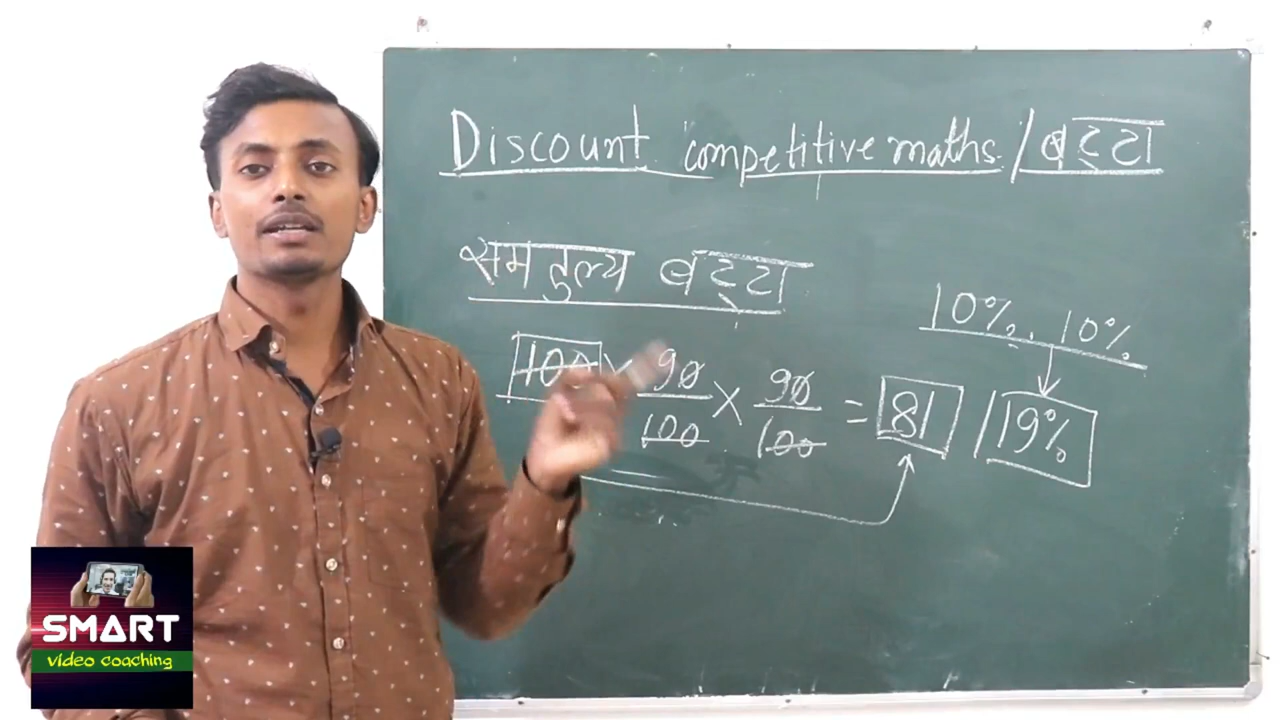 Discount competitive maths / बट्टा
समतुल्य बट्टा
10%, 10%
100 × 90/100 × 90/100 = 81 / 19%
SMART
video coaching